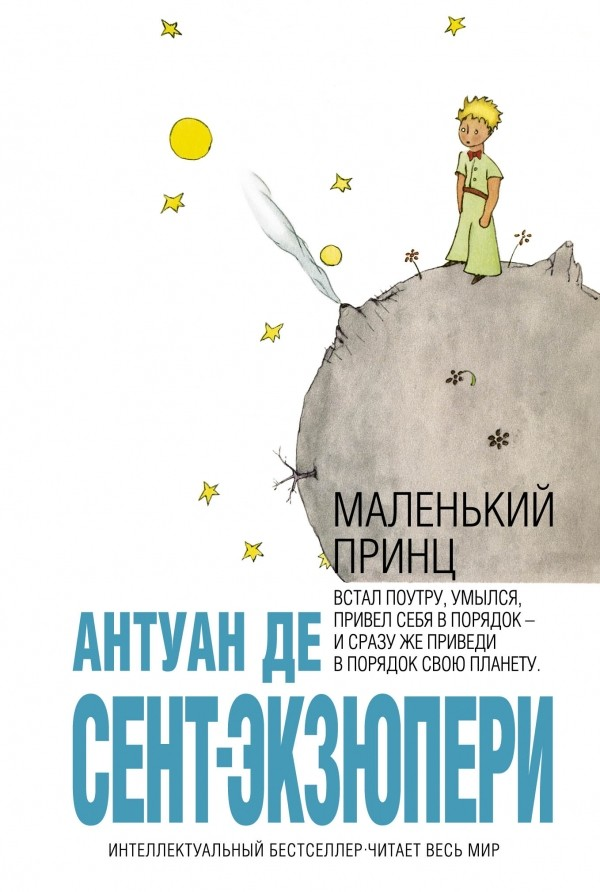 МАЛЕНЬКИЙ
ПРИНЦ
ВСТАЛ ПОУТРУ, УМЫЛСЯ,
ПРИВЕЛ СЕБЯ В ПОРЯДОК –
И СРАЗУ ЖЕ ПРИВЕДИ
В ПОРЯДОК СВОЮ ПЛАНЕТУ.
АНТУАН ДЕ
СЕНТ-ЭКЗЮПЕРИ
ИНТЕЛЛЕКТУАЛЬНЫЙ БЕСТСЕЛЛЕР·ЧИТАЕТ ВЕСЬ МИР